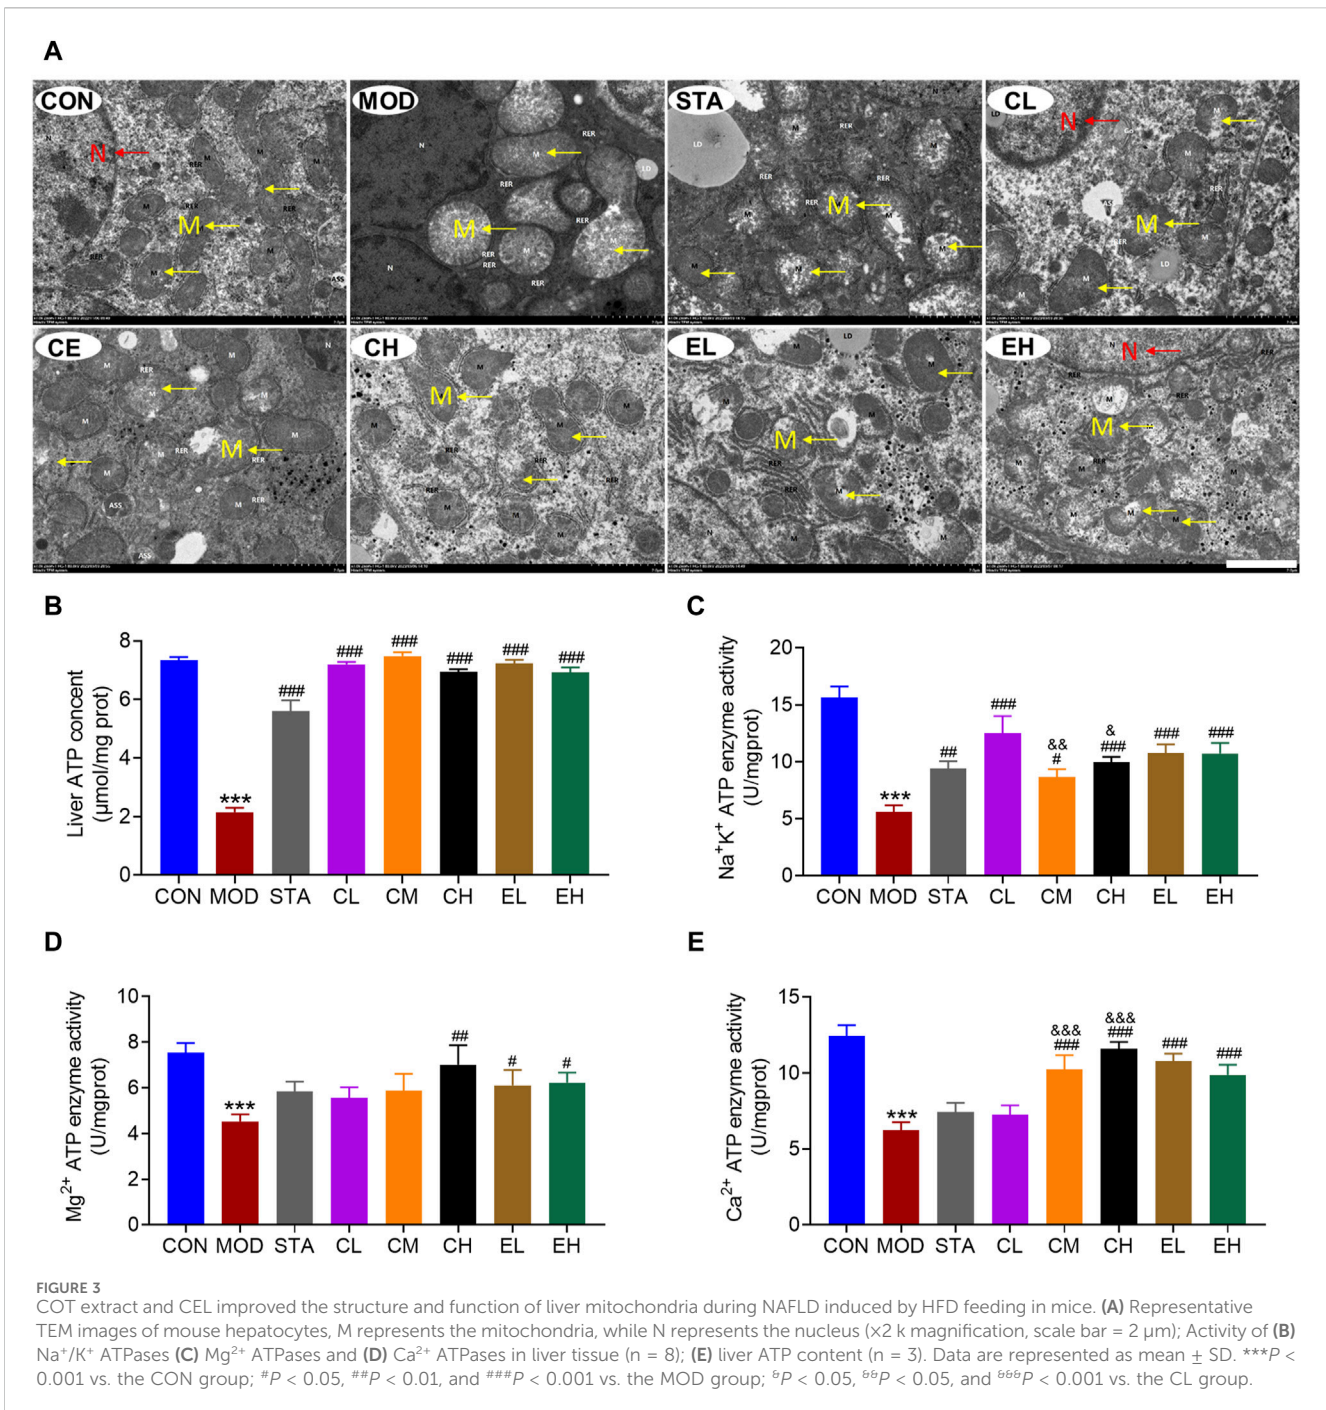 A
CON MOD STA CL
N M M M N M
CE CH EL EH
M M M N M
B
Liver ATP concent
(μmol/mg prot)
8
6
4
2
0
*** ### ### ### ### ### ###
CON MOD STA CL CM CH EL EH
C
Na⁺K⁺ ATP enzyme activity
(U/mgprot)
20
15
10
5
0
*** ## ### && # & ### ### ###
CON MOD STA CL CM CH EL EH
D
Mg²⁺ ATP enzyme activity
(U/mgprot)
10
8
6
4
2
0
*** ## # #
CON MOD STA CL CM CH EL EH
E
Ca²⁺ ATP enzyme activity
(U/mgprot)
15
10
5
0
*** &&& ### &&& ### ### ###
CON MOD STA CL CM CH EL EH
FIGURE 3
COT extract and CEL improved the structure and function of liver mitochondria during NAFLD induced by HFD feeding in mice. (A) Representative
TEM images of mouse hepatocytes, M represents the mitochondria, while N represents the nucleus (×2 k magnification, scale bar = 2 μm); Activity of (B)
Na⁺/K⁺ ATPases (C) Mg²⁺ ATPases and (D) Ca²⁺ ATPases in liver tissue (n = 8); (E) liver ATP content (n = 3). Data are represented as mean ± SD. ***P <
0.001 vs. the CON group; #P < 0.05, ##P < 0.01, and ###P < 0.001 vs. the MOD group; &P < 0.05, &&P < 0.05, and &&&P < 0.001 vs. the CL group.